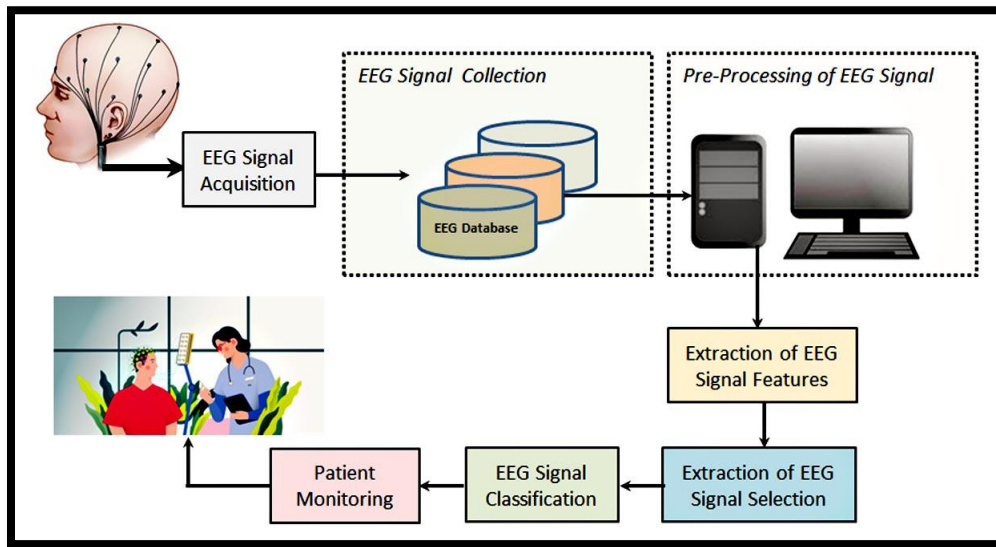 EEG Signal Collection
Pre-Processing of EEG Signal
EEG Signal
Acquisition
EEG Database
Extraction of EEG
Signal Features
Extraction of EEG
Signal Selection
EEG Signal
Classification
Patient
Monitoring